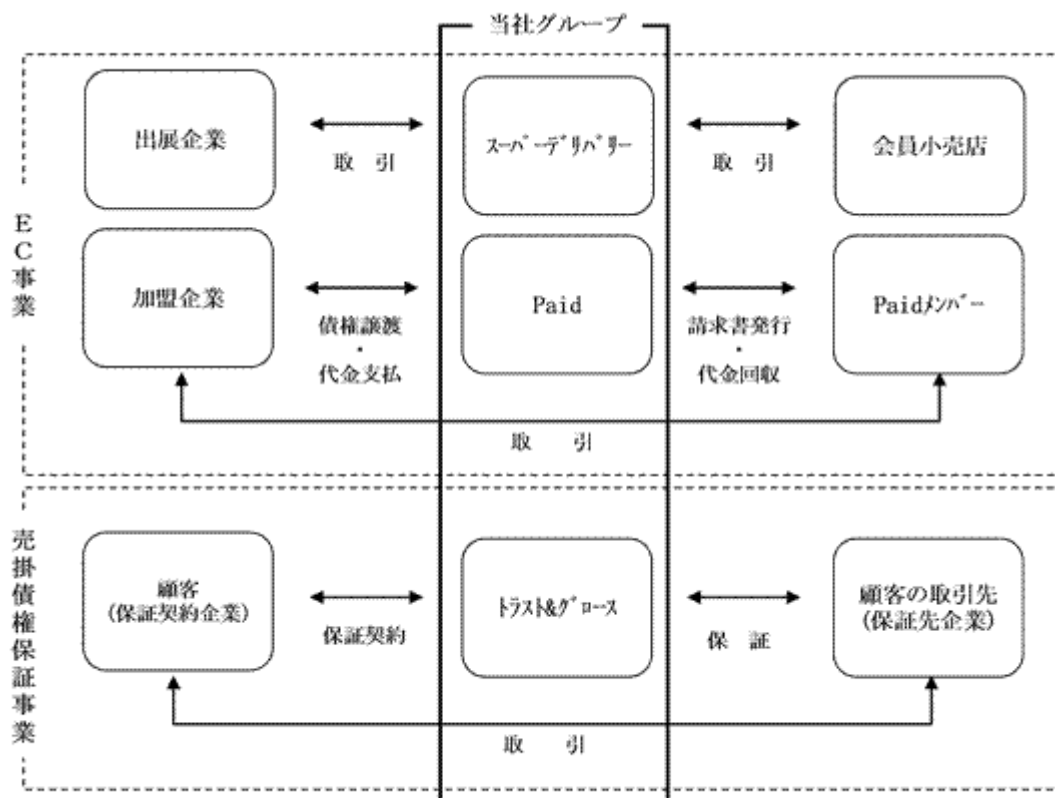 当社グループ
EC事業
出展企業
取 引
スーパーデリバリー
取 引
会員小売店
加盟企業
債権譲渡
・
代金支払
Paid
請求書発行
・
代金回収
Paidメンバー
取 引
売掛債権保証事業
顧客
(保証契約企業)
保証契約
トラスト&グロース
保 証
顧客の取引先
(保証先企業)
取 引